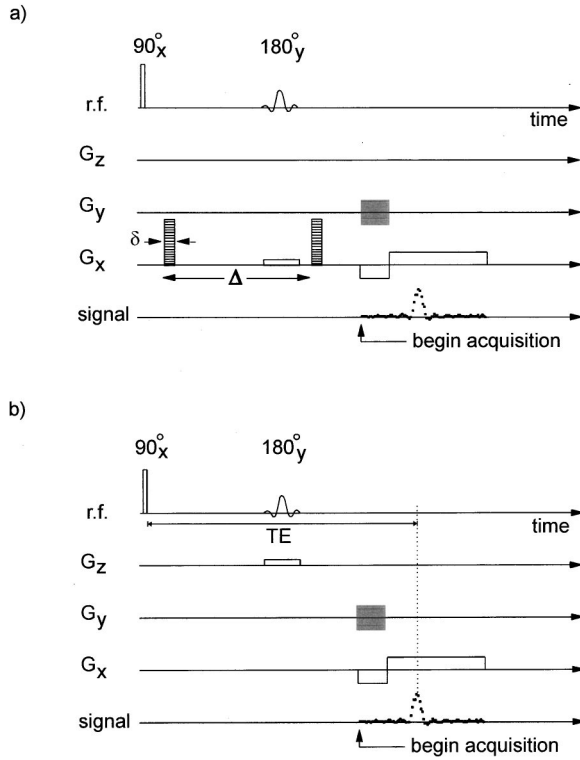 a)
90°x 180°y
r.f.
time
Gz
Gy
δ
Gx
Δ
signal
begin acquisition
b)
90°x 180°y
r.f.
time
TE
Gz
Gy
Gx
signal
begin acquisition